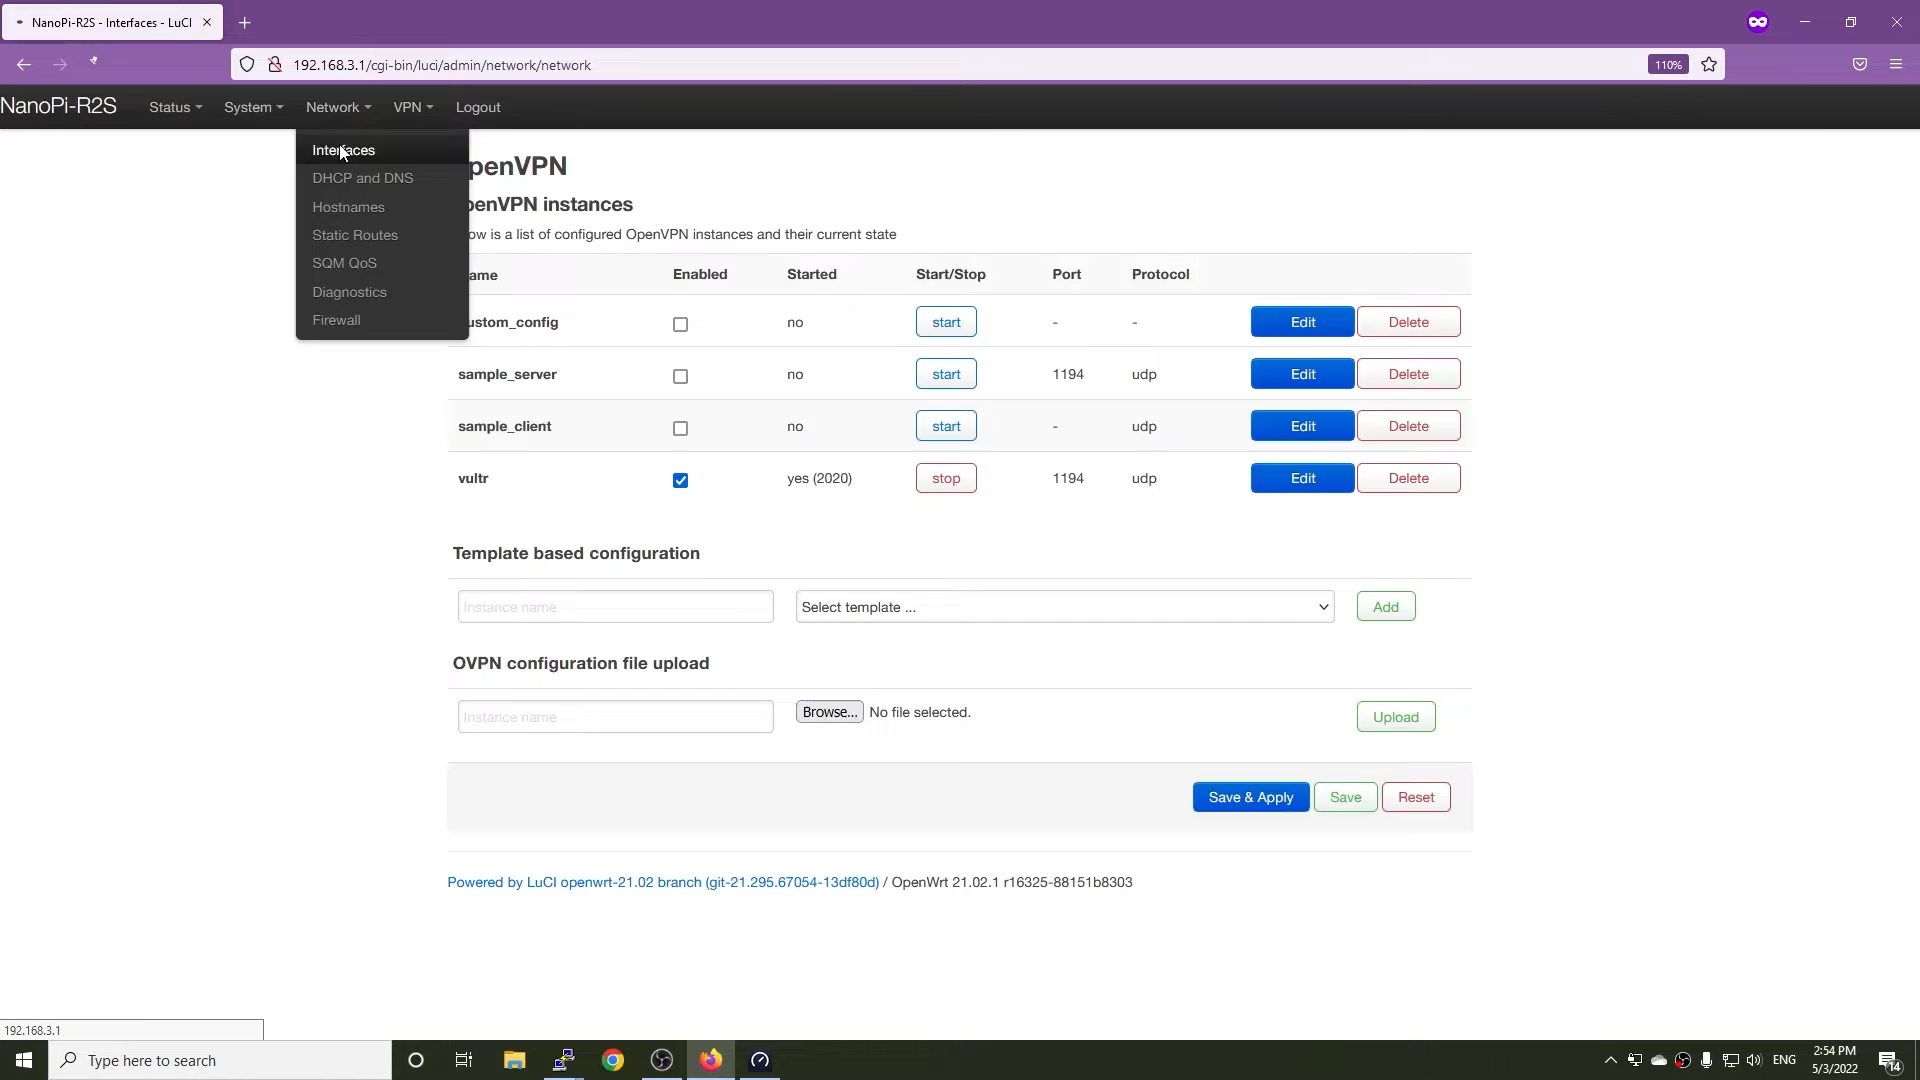 NanoPi-R2S - Interfaces - LuCI
192.168.3.1/cgi-bin/luci/admin/network/network
110%
NanoPi-R2S Status System Network VPN Logout
Interfaces
DHCP and DNS
Hostnames
Static Routes
SQM QoS
Diagnostics
Firewall
penVPN
penVPN instances
ow is a list of configured OpenVPN instances and their current state
ame Enabled Started Start/Stop Port Protocol
ustom_config no start - - Edit Delete
sample_server no start 1194 udp Edit Delete
sample_client no start - udp Edit Delete
vultr yes (2020) stop 1194 udp Edit Delete
Template based configuration
Instance name Select template ... Add
OVPN configuration file upload
Instance name Browse... No file selected. Upload
Save & Apply Save Reset
Powered by LuCI openwrt-21.02 branch (git-21.295.67054-13df80d) / OpenWrt 21.02.1 r16325-88151b8303
192.168.3.1
Type here to search
ENG
2:54 PM
5/3/2022
14